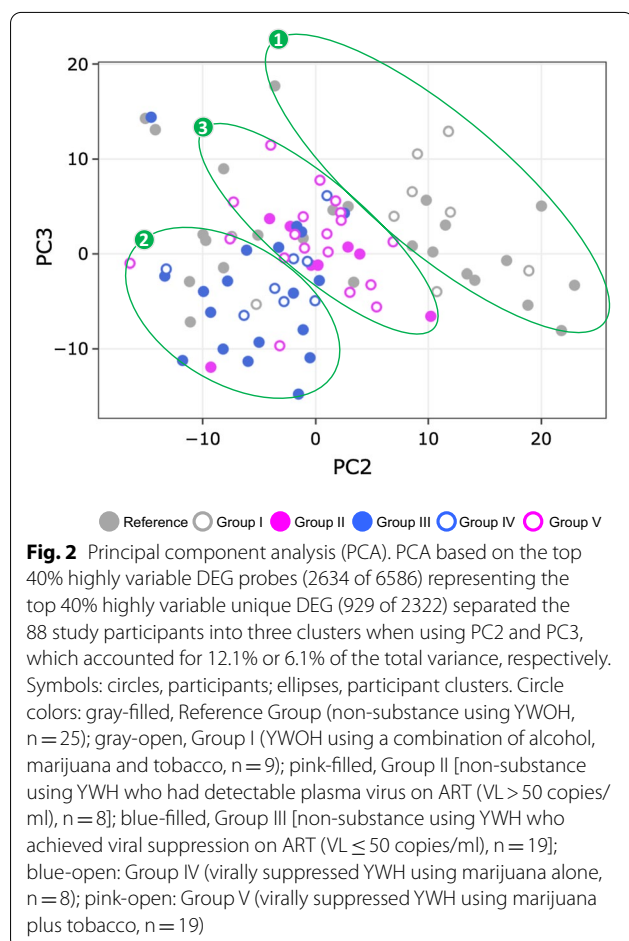 1
20
3
10
2
0
−10
PC3
−10
0
10
20
PC2
Reference Group I Group II Group III Group IV Group V
Fig. 2 Principal component analysis (PCA). PCA based on the top
40% highly variable DEG probes (2634 of 6586) representing the
top 40% highly variable unique DEG (929 of 2322) separated the
88 study participants into three clusters when using PC2 and PC3,
which accounted for 12.1% or 6.1% of the total variance, respectively.
Symbols: circles, participants; ellipses, participant clusters. Circle
colors: gray-filled, Reference Group (non-substance using YWOH,
n = 25); gray-open, Group I (YWOH using a combination of alcohol,
marijuana and tobacco, n = 9); pink-filled, Group II [non-substance
using YWH who had detectable plasma virus on ART (VL > 50 copies/
ml), n = 8]; blue-filled, Group III [non-substance using YWH who
achieved viral suppression on ART (VL ≤ 50 copies/ml), n = 19];
blue-open: Group IV (virally suppressed YWH using marijuana alone,
n = 8); pink-open: Group V (virally suppressed YWH using marijuana
plus tobacco, n = 19)